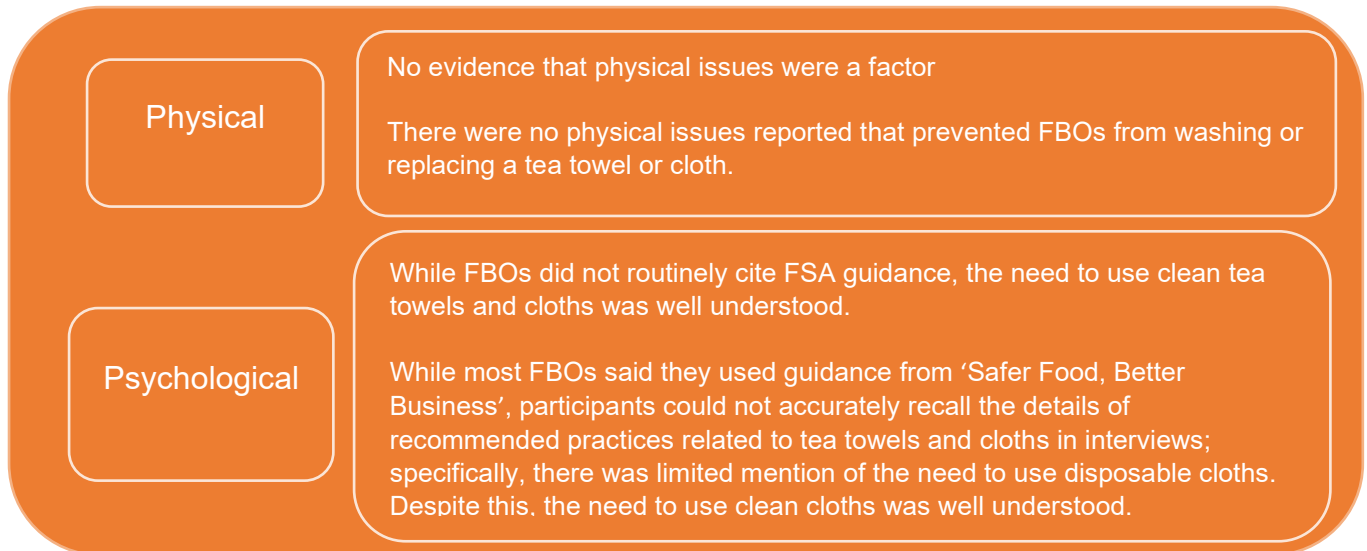 Physical
No evidence that physical issues were a factor
There were no physical issues reported that prevented FBOs from washing or
replacing a tea towel or cloth.
Psychological
While FBOs did not routinely cite FSA guidance, the need to use clean tea
towels and cloths was well understood.
While most FBOs said they used guidance from ‘Safer Food, Better
Business’, participants could not accurately recall the details of
recommended practices related to tea towels and cloths in interviews;
specifically, there was limited mention of the need to use disposable cloths.
Despite this, the need to use clean cloths was well understood.